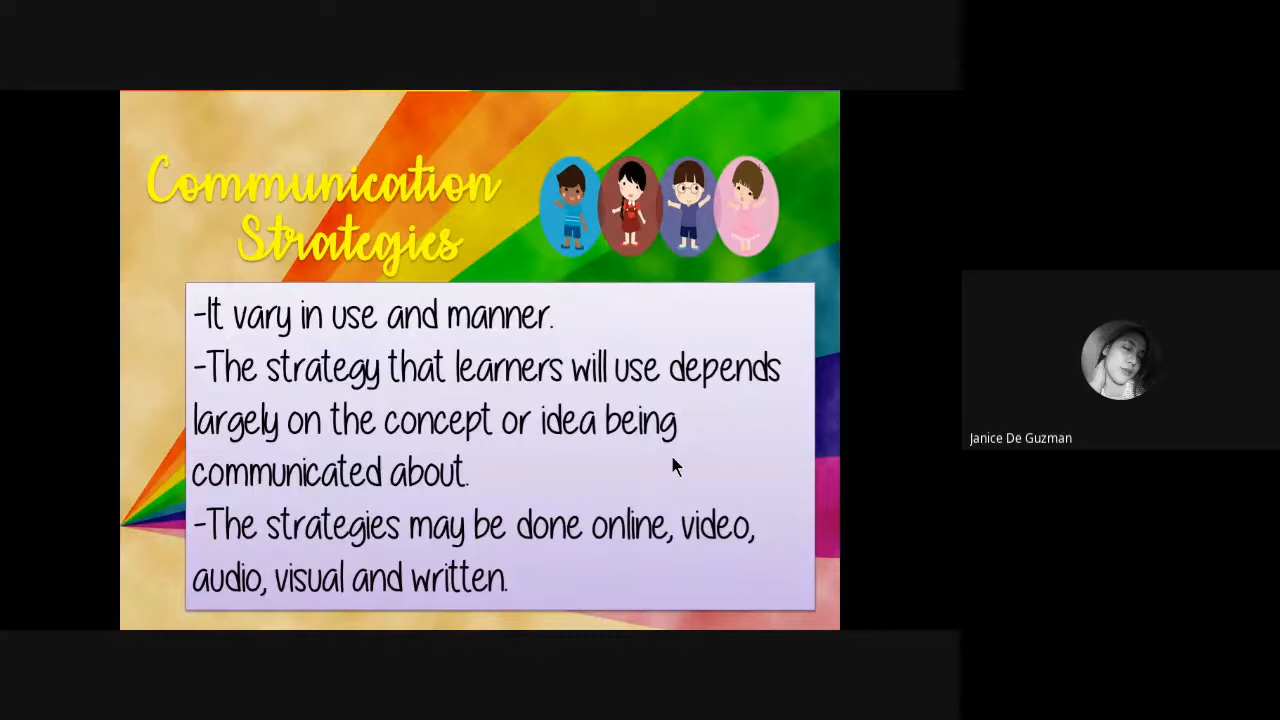 Communication
Strategies
-It vary in use and manner.
-The strategy that learners will use depends
largely on the concept or idea being
communicated about.
-The strategies may be done online, video,
audio, visual and written.
Janice De Guzman